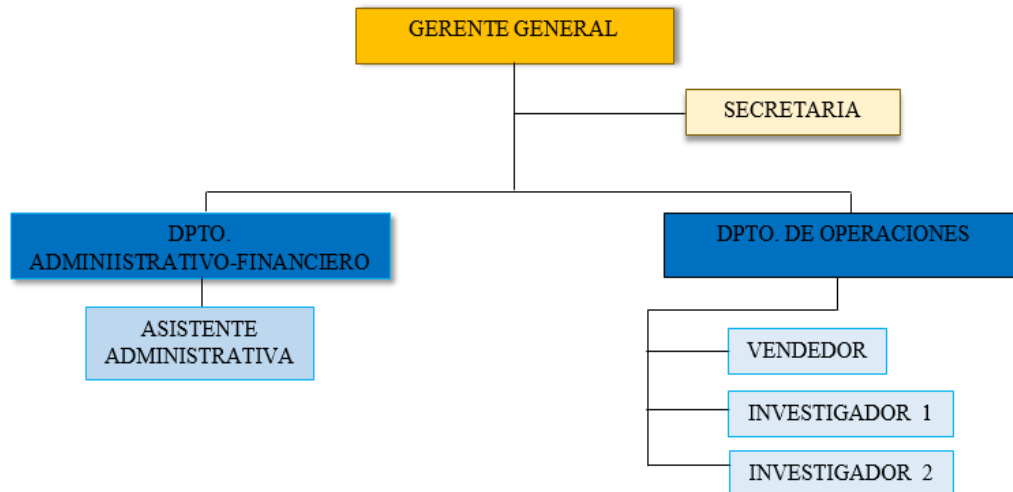 GERENTE GENERAL
SECRETARIA
DPTO.
ADMINIISTRATIVO-FINANCIERO
DPTO. DE OPERACIONES
ASISTENTE
ADMINISTRATIVA
VENDEDOR
INVESTIGADOR 1
INVESTIGADOR 2